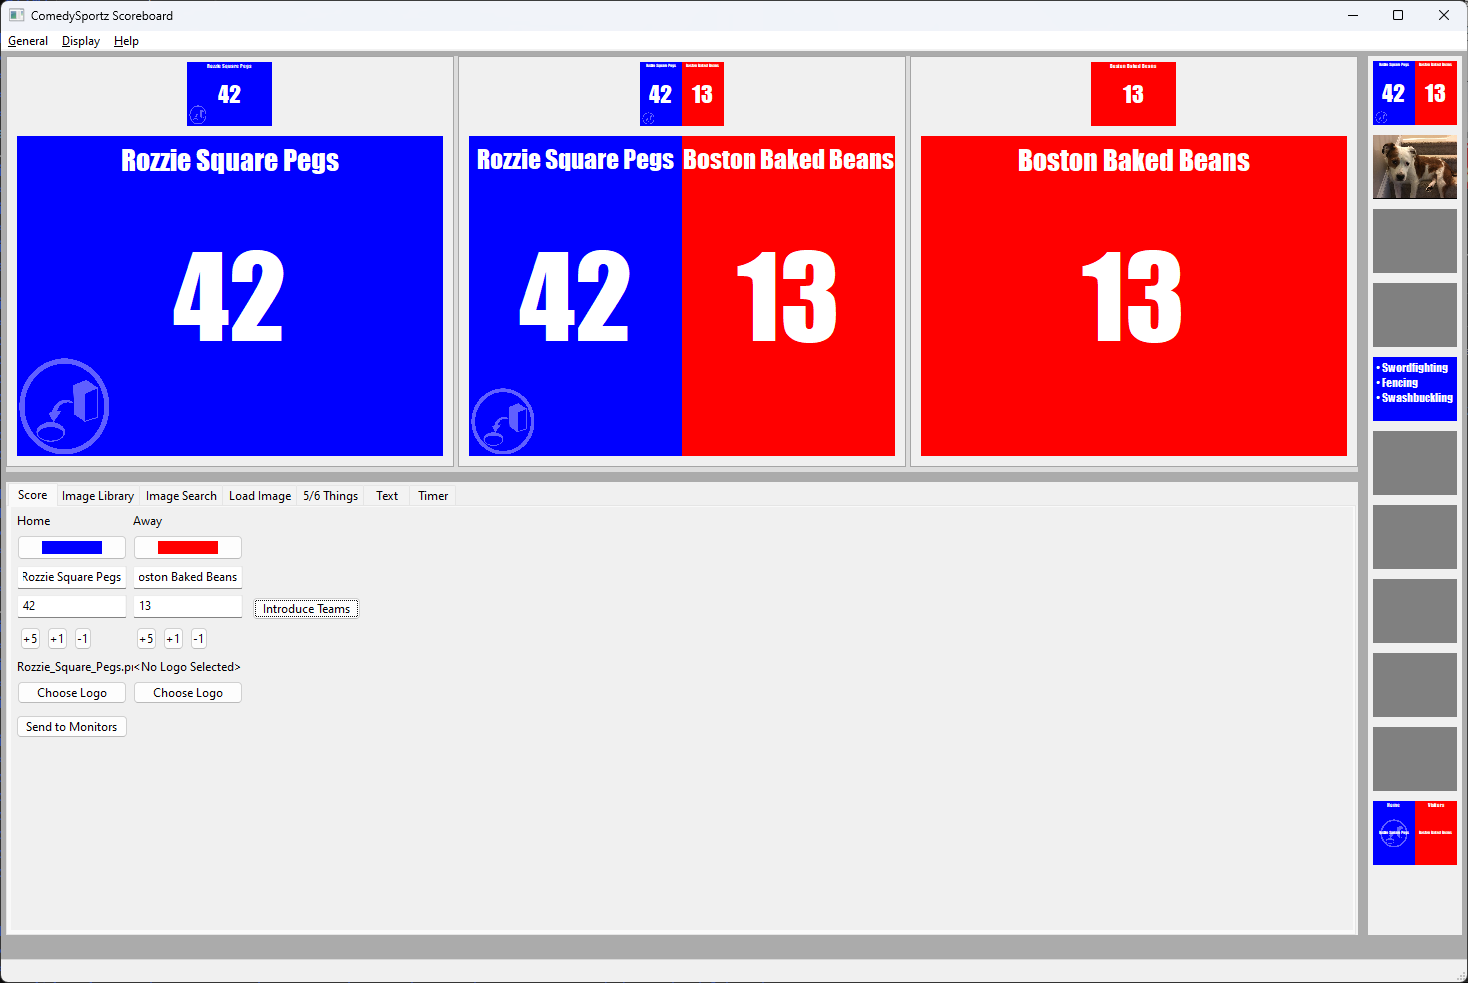 ComedySportz Scoreboard
General Display Help
Rozzie Square Pegs
42
Rozzie Square Pegs Boston Baked Beans
42 13
Boston Baked Beans
13
Rozzie Square Pegs
42
Rozzie Square Pegs Boston Baked Beans
42 13
Boston Baked Beans
13
Rozzie Square Pegs Boston Baked Beans
42 13
• Swordfighting
• Fencing
• Swashbuckling
Home Visitors
Rozzie Square Pegs Boston Baked Beans
Score Image Library Image Search Load Image 5/6 Things Text Timer
Home Away
Rozzie Square Pegs oston Baked Beans
42 13 Introduce Teams
+5 +1 -1 +5 +1 -1
Rozzie_Square_Pegs.pr <No Logo Selected>
Choose Logo Choose Logo
Send to Monitors